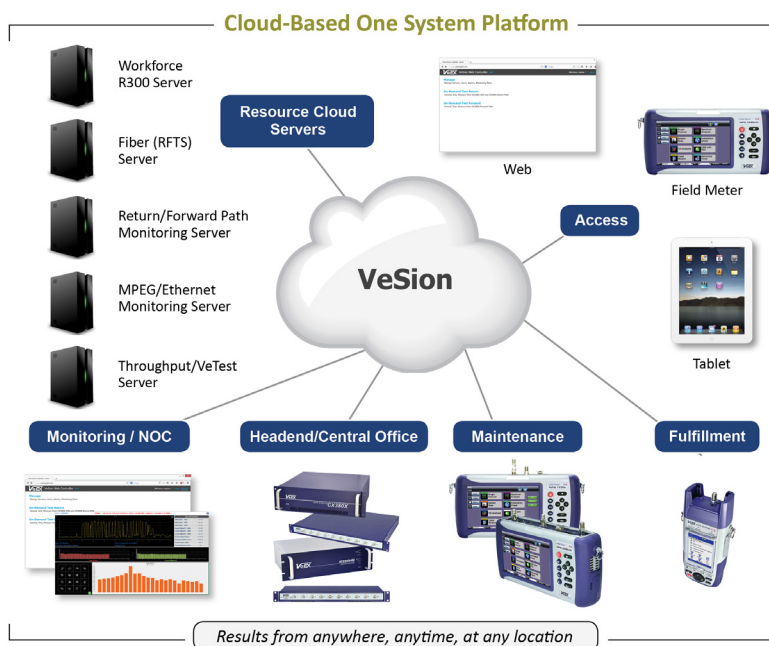 Cloud-Based One System Platform
Workforce
R300 Server
Fiber (RFTS)
Server
Return/Forward Path
Monitoring Server
MPEG/Ethernet
Monitoring Server
Throughput/VeTest
Server
Resource Cloud
Servers
Web
Field Meter
Access
VeSion
Tablet
Monitoring / NOC
Headend/Central Office
Maintenance
Fulfillment
VeEX
CX380X
Results from anywhere, anytime, at any location